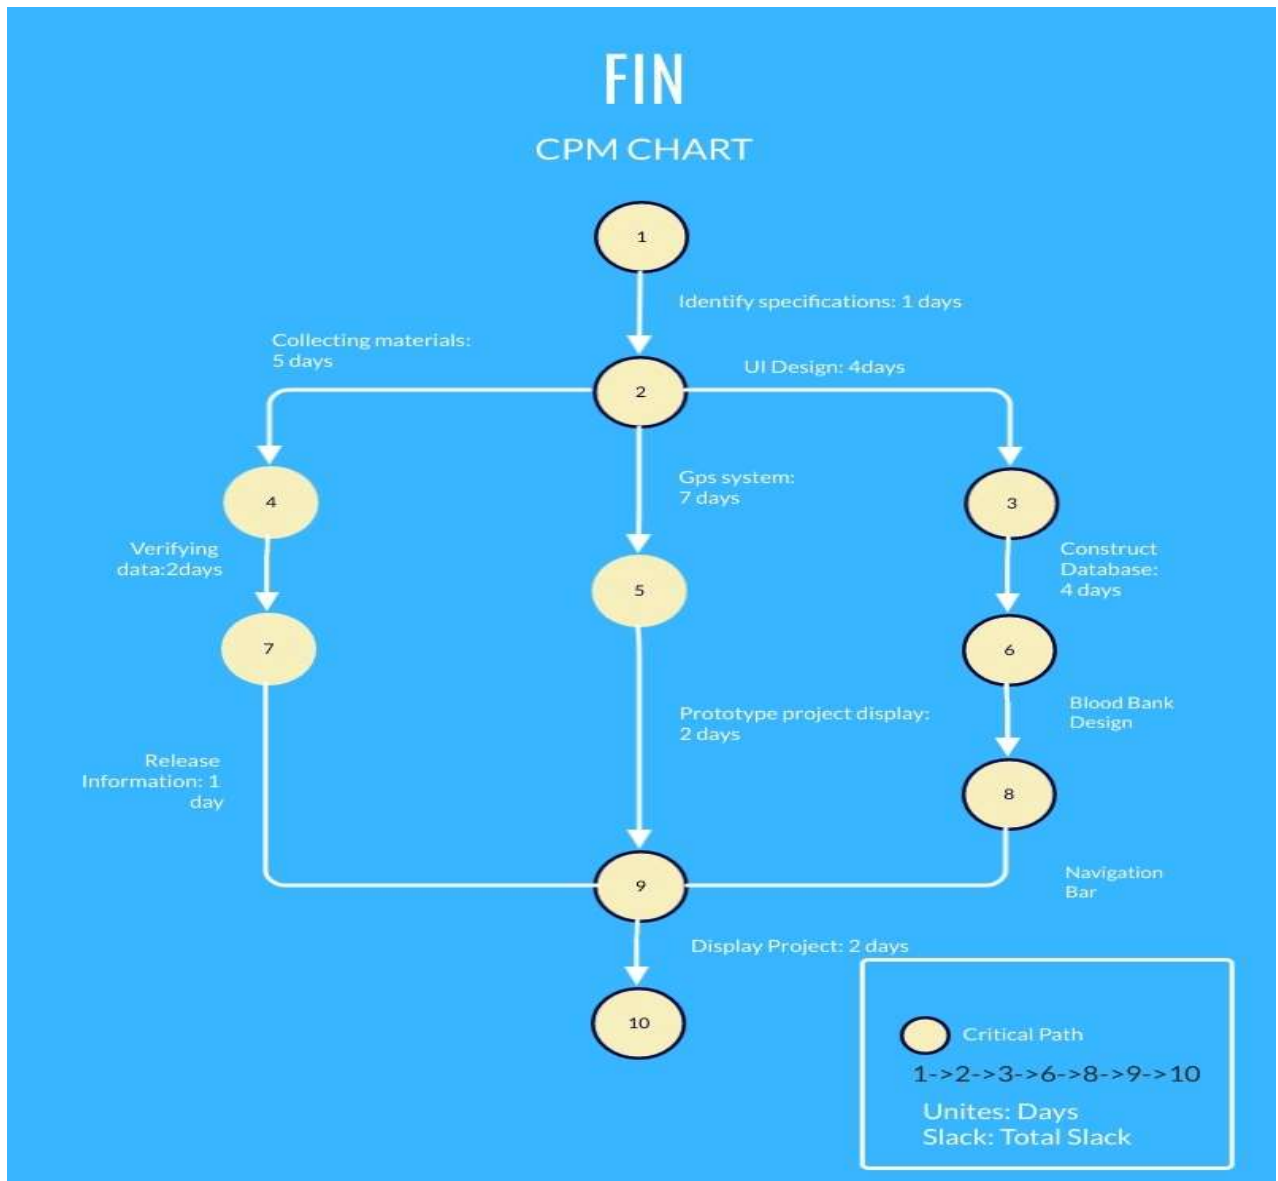 FIN
CPM CHART
1
Identify specifications: 1 days
Collecting materials:
5 days
UI Design: 4days
2
Gps system:
7 days
4
3
Verifying
data:2days
Construct
Database:
4 days
5
7
6
Blood Bank
Design
Prototype project display:
2 days
Release
Information: 1
day
8
9
Navigation
Bar
Display Project: 2 days
10
Critical Path
1->2->3->6->8->9->10
Unites: Days
Slack: Total Slack